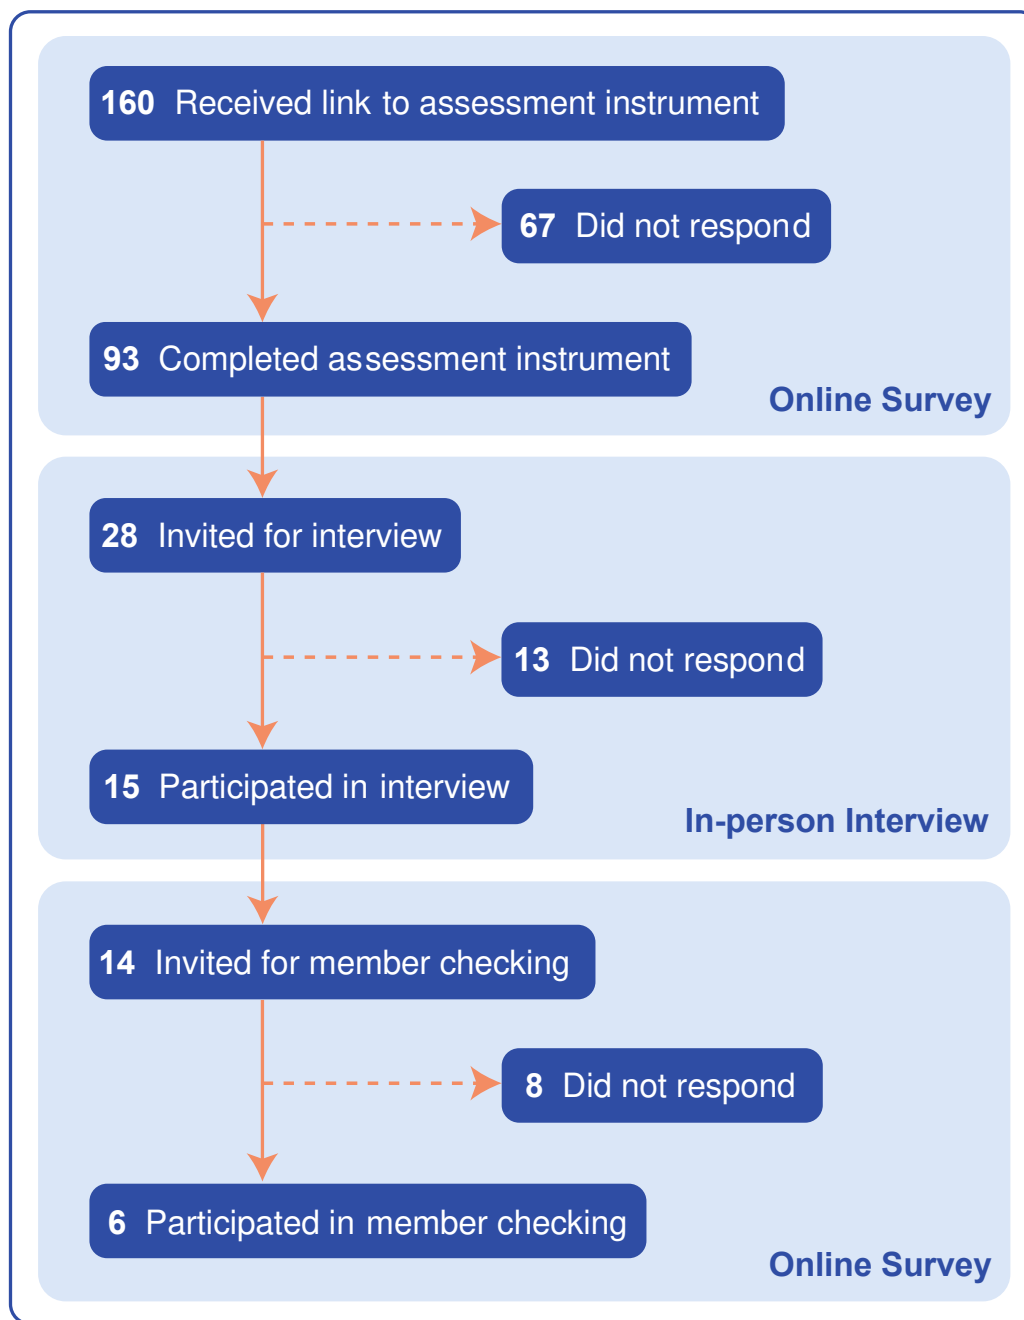 160 Received link to assessment instrument
67 Did not respond
93 Completed assessment instrument
Online Survey
28 Invited for interview
13 Did not respond
15 Participated in interview
In-person Interview
14 Invited for member checking
8 Did not respond
6 Participated in member checking
Online Survey